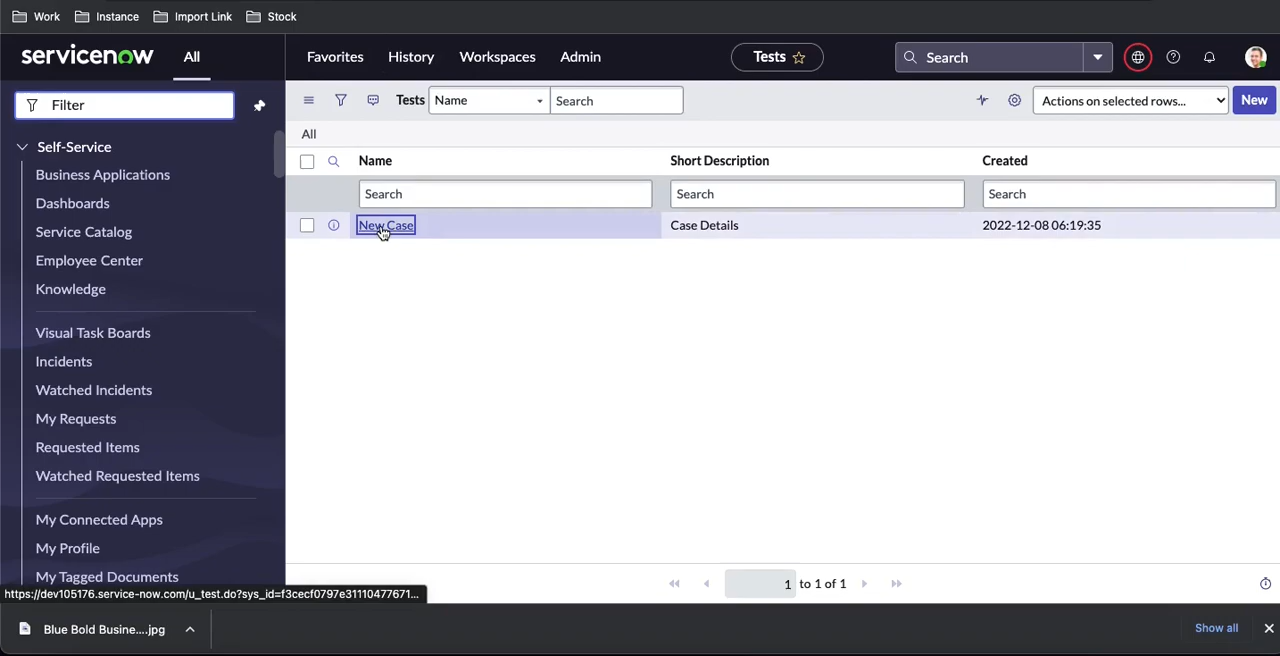 Work Instance Import Link Stock
servicenow All Favorites History Workspaces Admin Tests Search
Filter Tests Name Search Actions on selected rows... New
All
Self-Service
Business Applications
Dashboards
Service Catalog
Employee Center
Knowledge
Visual Task Boards
Incidents
Watched Incidents
My Requests
Requested Items
Watched Requested Items
My Connected Apps
My Profile
My Tagged Documents
Name Short Description Created
Search Search Search
New Case Case Details 2022-12-08 06:19:35
1 to 1 of 1
https://dev105176.service-now.com/u_test.do?sys_id=f3cecf0797e31110477671...
Blue Bold Busine....jpg Show all